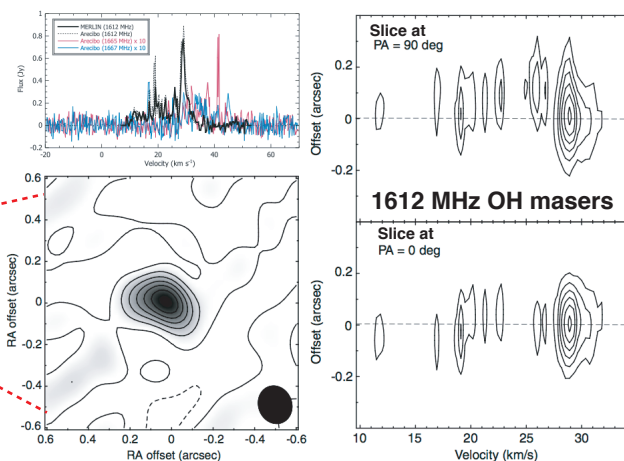 MERLIN (1612 MHz)
Arecibo (1612 MHz)
Arecibo (1665 MHz) x 10
Arecibo (1667 MHz) x 10
Flux (Jy)
1
0.8
0.6
0.4
0.2
0
-20
0
20
40
60
Velocity (km s⁻¹)
0.6
0.4
0.2
0
-0.2
-0.4
-0.6
RA offset (arcsec)
0.6
0.4
0.2
0
-0.2
-0.4
-0.6
RA offset (arcsec)
Slice at
PA = 90 deg
0.2
0
-0.2
Offset (arcsec)
1612 MHz OH masers
Slice at
PA = 0 deg
0.2
0
-0.2
Offset (arcsec)
10
20
30
Velocity (km/s)